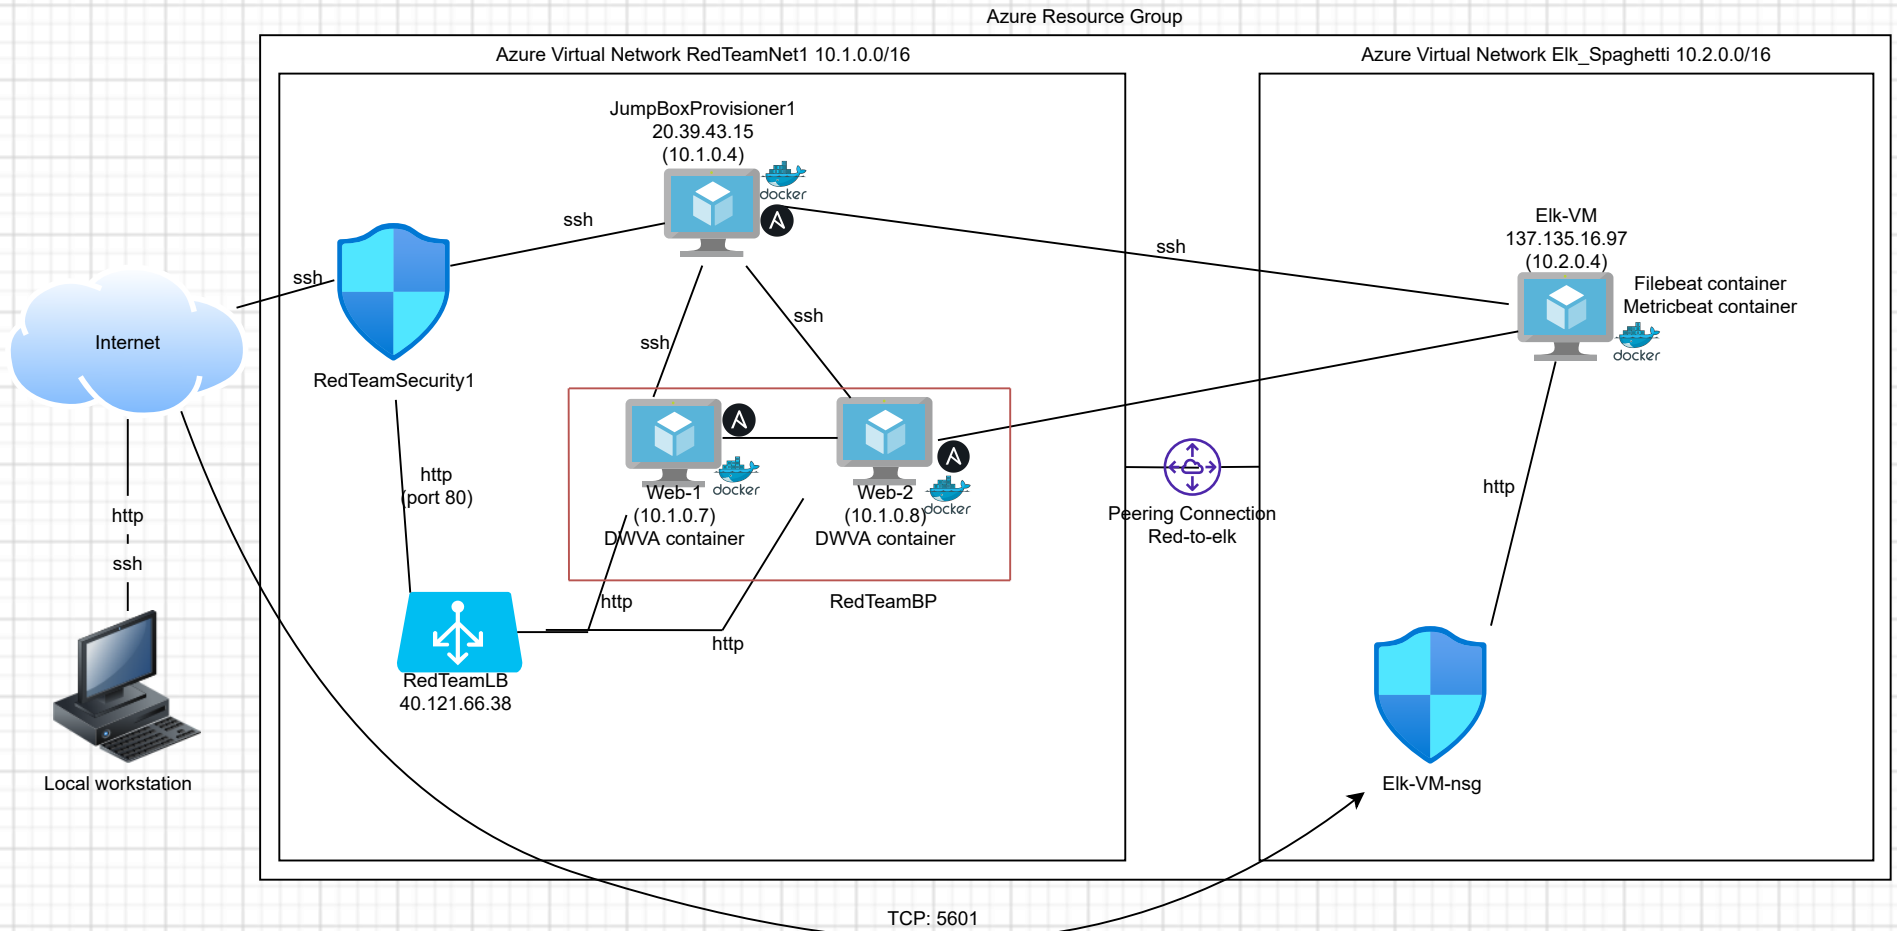 Azure Resource Group
Azure Virtual Network RedTeamNet1 10.1.0.0/16
Azure Virtual Network Elk_Spaghetti 10.2.0.0/16
JumpBoxProvisioner1
20.39.43.15
(10.1.0.4)
docker
ssh
ssh
ssh
ssh
ssh
Elk-VM
137.135.16.97
(10.2.0.4)
Filebeat container
Metricbeat container
docker
Internet
RedTeamSecurity1
http
(port 80)
Web-1
(10.1.0.7)
DWVA container
docker
Web-2
(10.1.0.8)
DWVA container
docker
RedTeamBP
http
http
RedTeamLB
40.121.66.38
Peering Connection
Red-to-elk
http
Elk-VM-nsg
http
ssh
Local workstation
TCP: 5601